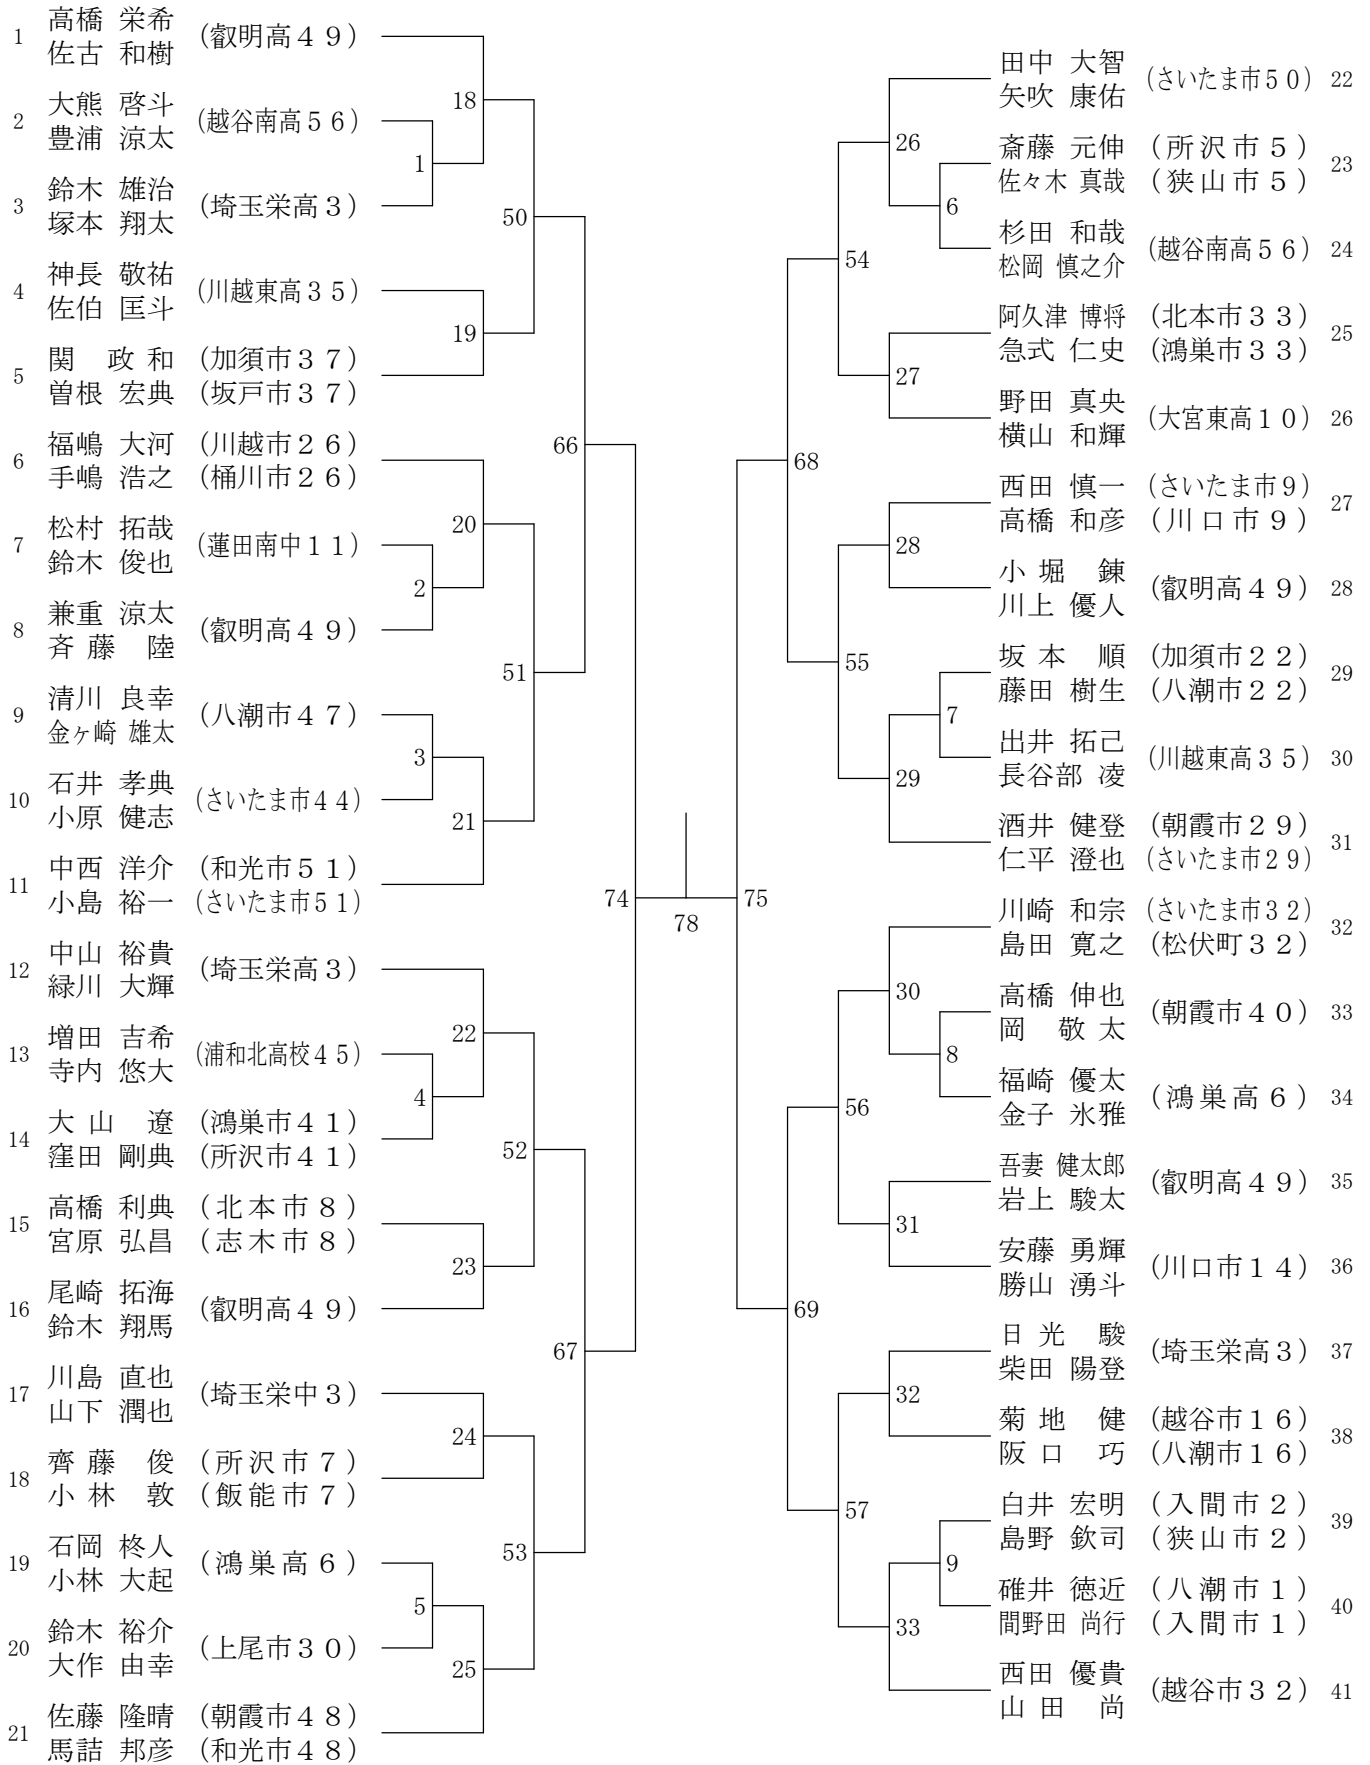 1 高橋 栄希 (叡明高４９)
佐古 和樹
2 大熊 啓斗 (越谷南高５６)
豊浦 涼太
3 鈴木 雄治 (埼玉栄高３)
塚本 翔太
4 神長 敬祐 (川越東高３５)
佐伯 匡斗
5 関 政和 (加須市３７)
曽根 宏典 (坂戸市３７)
6 福嶋 大河 (川越市２６)
手嶋 浩之 (桶川市２６)
7 松村 拓哉 (蓮田南中１１)
鈴木 俊也
8 兼重 涼太 (叡明高４９)
斉藤 陸
9 清川 良幸 (八潮市４７)
金ヶ崎 雄太
10 石井 孝典 (さいたま市４４)
小原 健志
11 中西 洋介 (和光市５１)
小島 裕一 (さいたま市５１)
12 中山 裕貴 (埼玉栄高３)
緑川 大輝
13 増田 吉希 (浦和北高校４５)
寺内 悠大
14 大山 遼 (鴻巣市４１)
窪田 剛典 (所沢市４１)
15 高橋 利典 (北本市８)
宮原 弘昌 (志木市８)
16 尾崎 拓海 (叡明高４９)
鈴木 翔馬
17 川島 直也 (埼玉栄中３)
山下 潤也
18 齊藤 俊 (所沢市７)
小林 敦 (飯能市７)
19 石岡 柊人 (鴻巣高６)
小林 大起
20 鈴木 裕介 (上尾市３０)
大作 由幸
21 佐藤 隆晴 (朝霞市４８)
馬詰 邦彦 (和光市４８)
1
2
3
4
5
18
19
20
21
22
23
24
25
50
51
52
53
66
67
74
78
75
68
69
54
55
56
57
26
27
28
29
30
31
32
33
6
7
8
9
田中 大智 (さいたま市５０) 22
矢吹 康佑
斎藤 元伸 (所沢市５) 23
佐々木 真哉 (狭山市５)
杉田 和哉 (越谷南高５６) 24
松岡 慎之介
阿久津 博将 (北本市３３) 25
急式 仁史 (鴻巣市３３)
野田 真央 (大宮東高１０) 26
横山 和輝
西田 慎一 (さいたま市９) 27
高橋 和彦 (川口市９)
小堀 錬 (叡明高４９) 28
川上 優人
坂本 順 (加須市２２) 29
藤田 樹生 (八潮市２２)
出井 拓己 (川越東高３５) 30
長谷部 凌
酒井 健登 (朝霞市２９) 31
仁平 澄也 (さいたま市２９)
川崎 和宗 (さいたま市３２) 32
島田 寛之 (松伏町３２)
高橋 伸也 (朝霞市４０) 33
岡 敬太
福崎 優太 (鴻巣高６) 34
金子 氷雅
吾妻 健太郎 (叡明高４９) 35
岩上 駿太
安藤 勇輝 (川口市１４) 36
勝山 湧斗
日光 駿 (埼玉栄高３) 37
柴田 陽登
菊地 健 (越谷市１６) 38
阪口 巧 (八潮市１６)
白井 宏明 (入間市２) 39
島野 欽司 (狭山市２)
碓井 徳近 (八潮市１) 40
間野田 尚行 (入間市１)
西田 優貴 (越谷市３２) 41
山田 尚